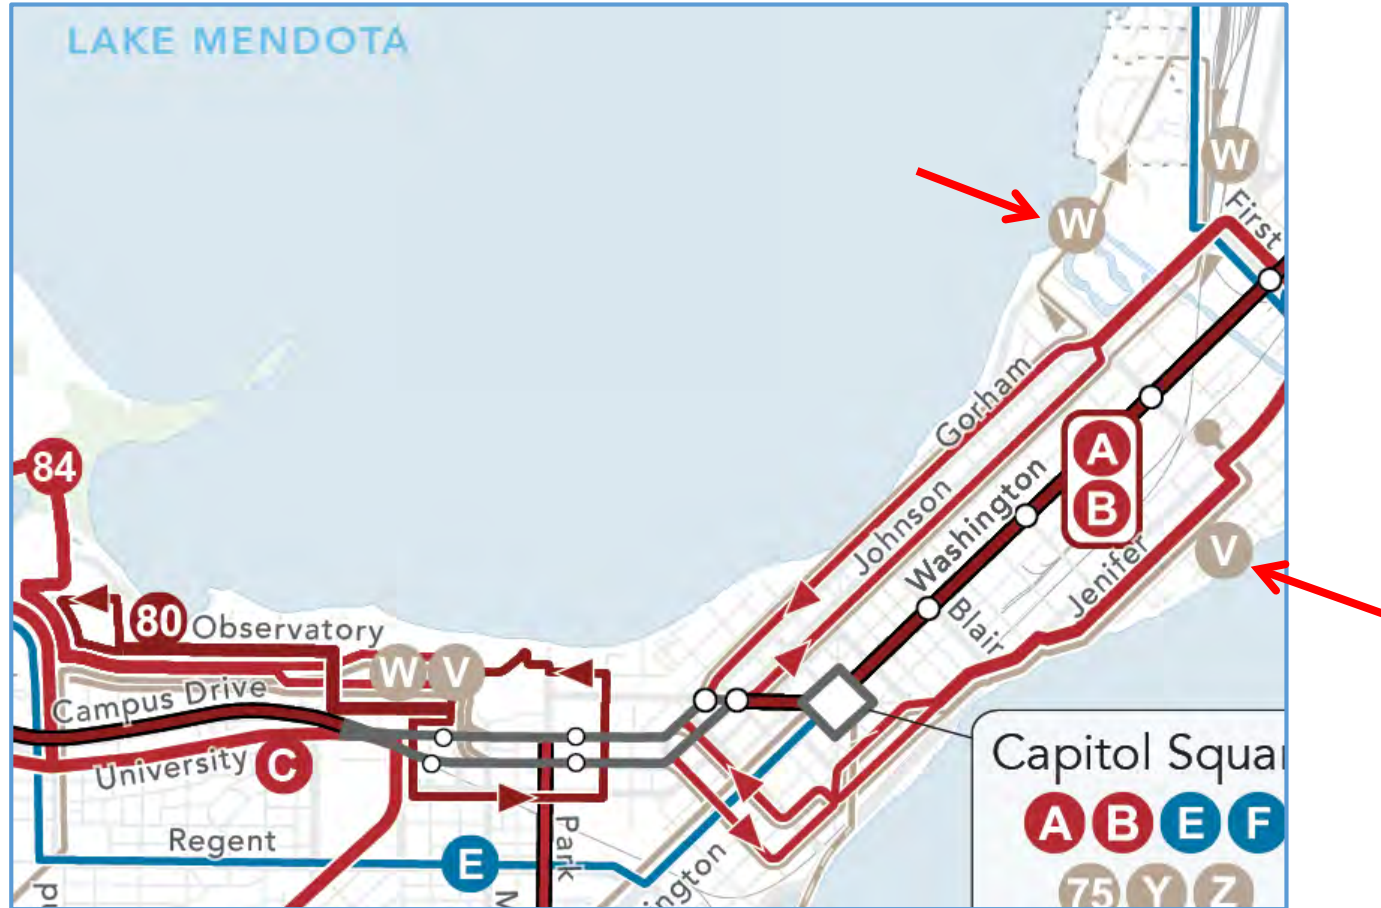 LAKE MENDOTA
W
First
W
Gorham
84
A
Johnson
Washington
B
V
Jenifer
Blair
80
Observatory
W V
Campus Drive
University
C
Capitol Squa
A B E F
Regent
E
Park
ington
75 Y Z